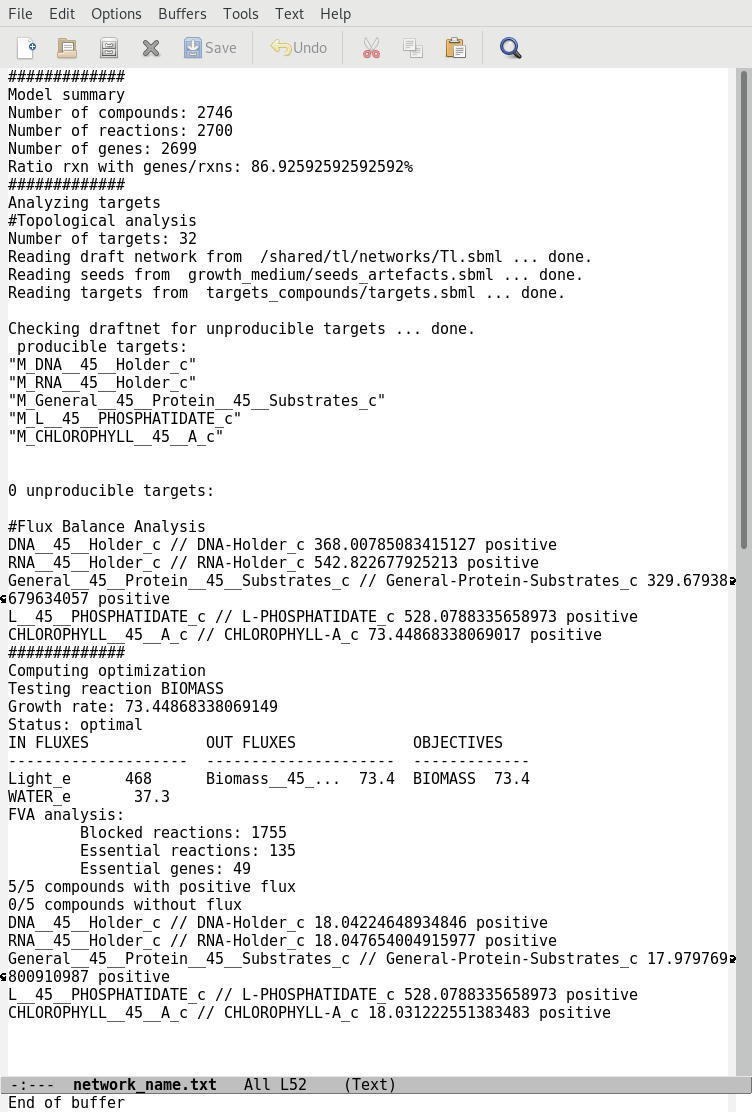 File Edit Options Buffers Tools Text Help
Save Undo
#############
Model summary
Number of compounds: 2746
Number of reactions: 2700
Number of genes: 2699
Ratio rxn with genes/rxns: 86.92592592592592%
#############
Analyzing targets
#Topological analysis
Number of targets: 32
Reading draft network from  /shared/tl/networks/Tl.sbml ... done.
Reading seeds from  growth_medium/seeds_artefacts.sbml ... done.
Reading targets from  targets_compounds/targets.sbml ... done.

Checking draftnet for unproducible targets ... done.
 producible targets:
"M_DNA__45__Holder_c"
"M_RNA__45__Holder_c"
"M_General__45__Protein__45__Substrates_c"
"M_L__45__PHOSPHATIDATE_c"
"M_CHLOROPHYLL__45__A_c"

0 unproducible targets:

#Flux Balance Analysis
DNA__45__Holder_c // DNA-Holder_c 368.00785083415127 positive
RNA__45__Holder_c // RNA-Holder_c 542.822677925213 positive
General__45__Protein__45__Substrates_c // General-Protein-Substrates_c 329.67938
679634057 positive
L__45__PHOSPHATIDATE_c // L-PHOSPHATIDATE_c 528.0788335658973 positive
CHLOROPHYLL__45__A_c // CHLOROPHYLL-A_c 73.44868338069017 positive
#############
Computing optimization
Testing reaction BIOMASS
Growth rate: 73.44868338069149
Status: optimal
IN FLUXES             OUT FLUXES             OBJECTIVES
--------------------  ---------------------  -------------
Light_e      468      Biomass__45_...  73.4  BIOMASS  73.4
WATER_e       37.3
FVA analysis:
        Blocked reactions: 1755
        Essential reactions: 135
        Essential genes: 49
5/5 compounds with positive flux
0/5 compounds without flux
DNA__45__Holder_c // DNA-Holder_c 18.04224648934846 positive
RNA__45__Holder_c // RNA-Holder_c 18.047654004915977 positive
General__45__Protein__45__Substrates_c // General-Protein-Substrates_c 17.979769
800910987 positive
L__45__PHOSPHATIDATE_c // L-PHOSPHATIDATE_c 528.0788335658973 positive
CHLOROPHYLL__45__A_c // CHLOROPHYLL-A_c 18.031222551383483 positive
-:---  network_name.txt   All L52    (Text)
End of buffer